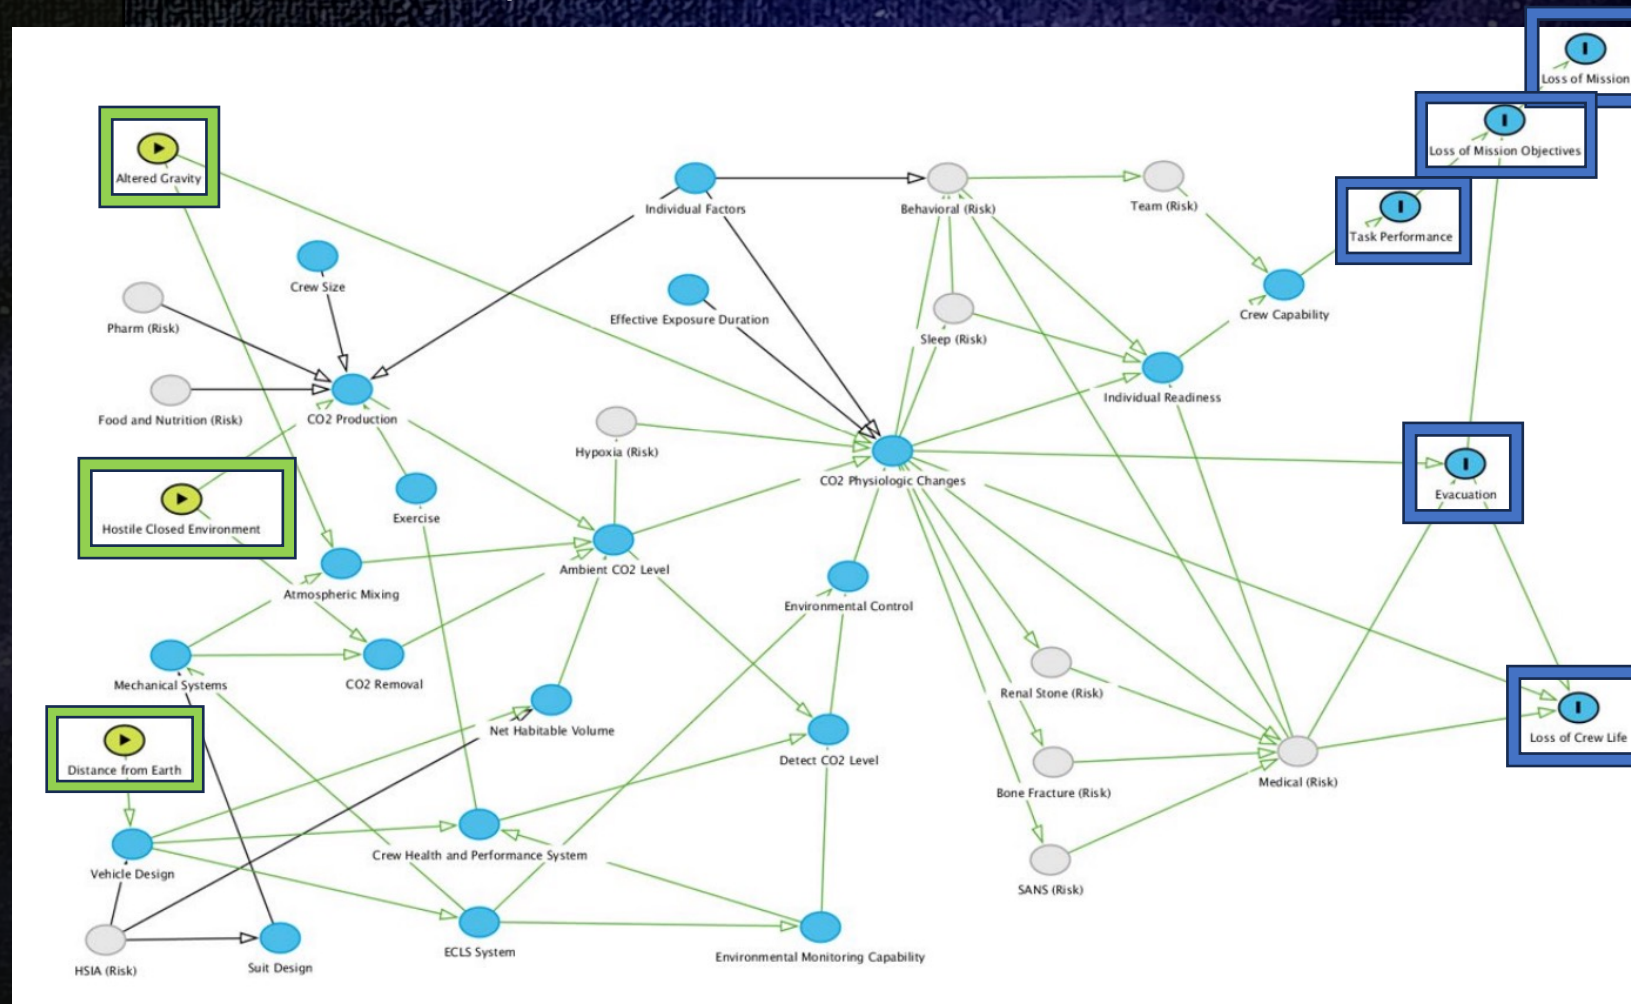 Loss of Mission
Loss of Mission Objectives
Altered Gravity
Individual Factors
Behavioral (Risk)
Team (Risk)
Task Performance
Crew Size
Pharm (Risk)
Effective Exposure Duration
Sleep (Risk)
Crew Capability
Food and Nutrition (Risk)
CO2 Production
Individual Readiness
Hypoxia (Risk)
CO2 Physiologic Changes
Evacuation
Hostile Closed Environment
Exercise
Ambient CO2 Level
Atmospheric Mixing
Environmental Control
Mechanical Systems
CO2 Removal
Renal Stone (Risk)
Net Habitable Volume
Loss of Crew Life
Distance from Earth
Detect CO2 Level
Medical (Risk)
Bone Fracture (Risk)
Crew Health and Performance System
Vehicle Design
SANS (Risk)
ECLS System
Environmental Monitoring Capability
HSIA (Risk)
Suit Design